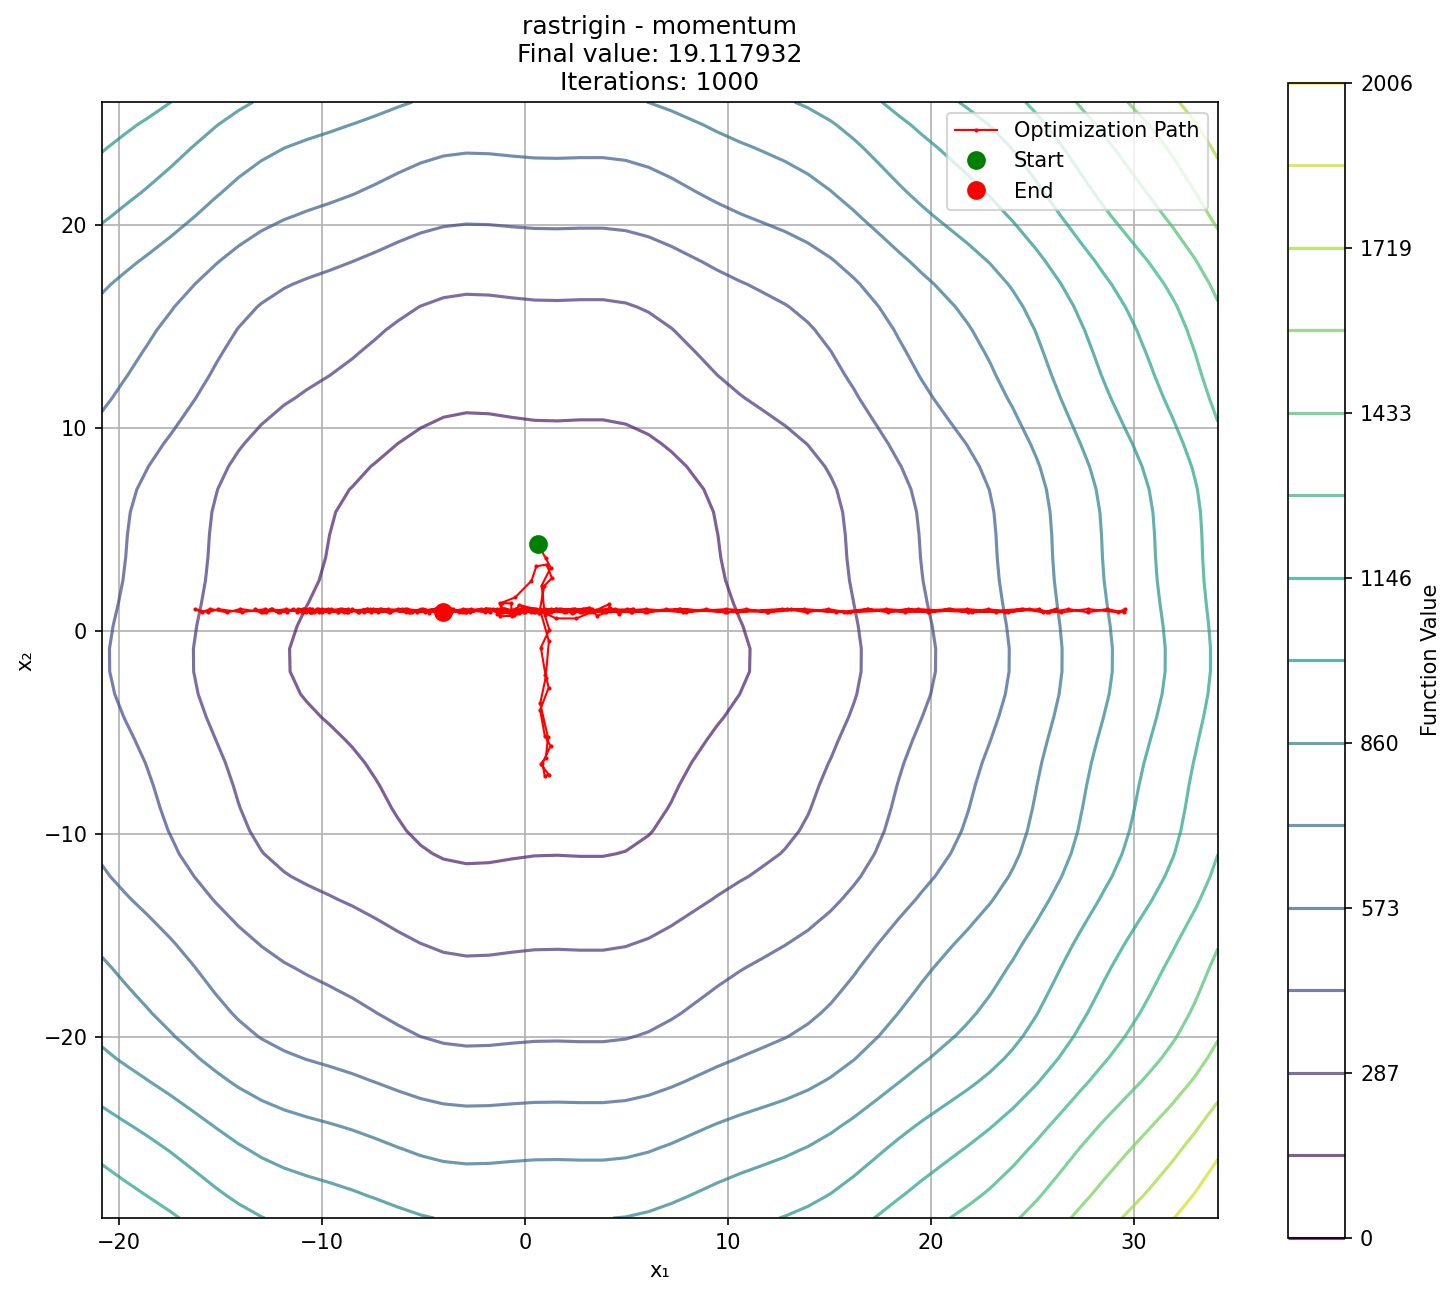 rastrigin - momentum
Final value: 19.117932
Iterations: 1000
Optimization Path
Start
End
2006
1719
1433
1146
860
573
287
0
Function Value
20
10
0
−10
−20
x₂
−20
−10
0
10
20
30
x₁